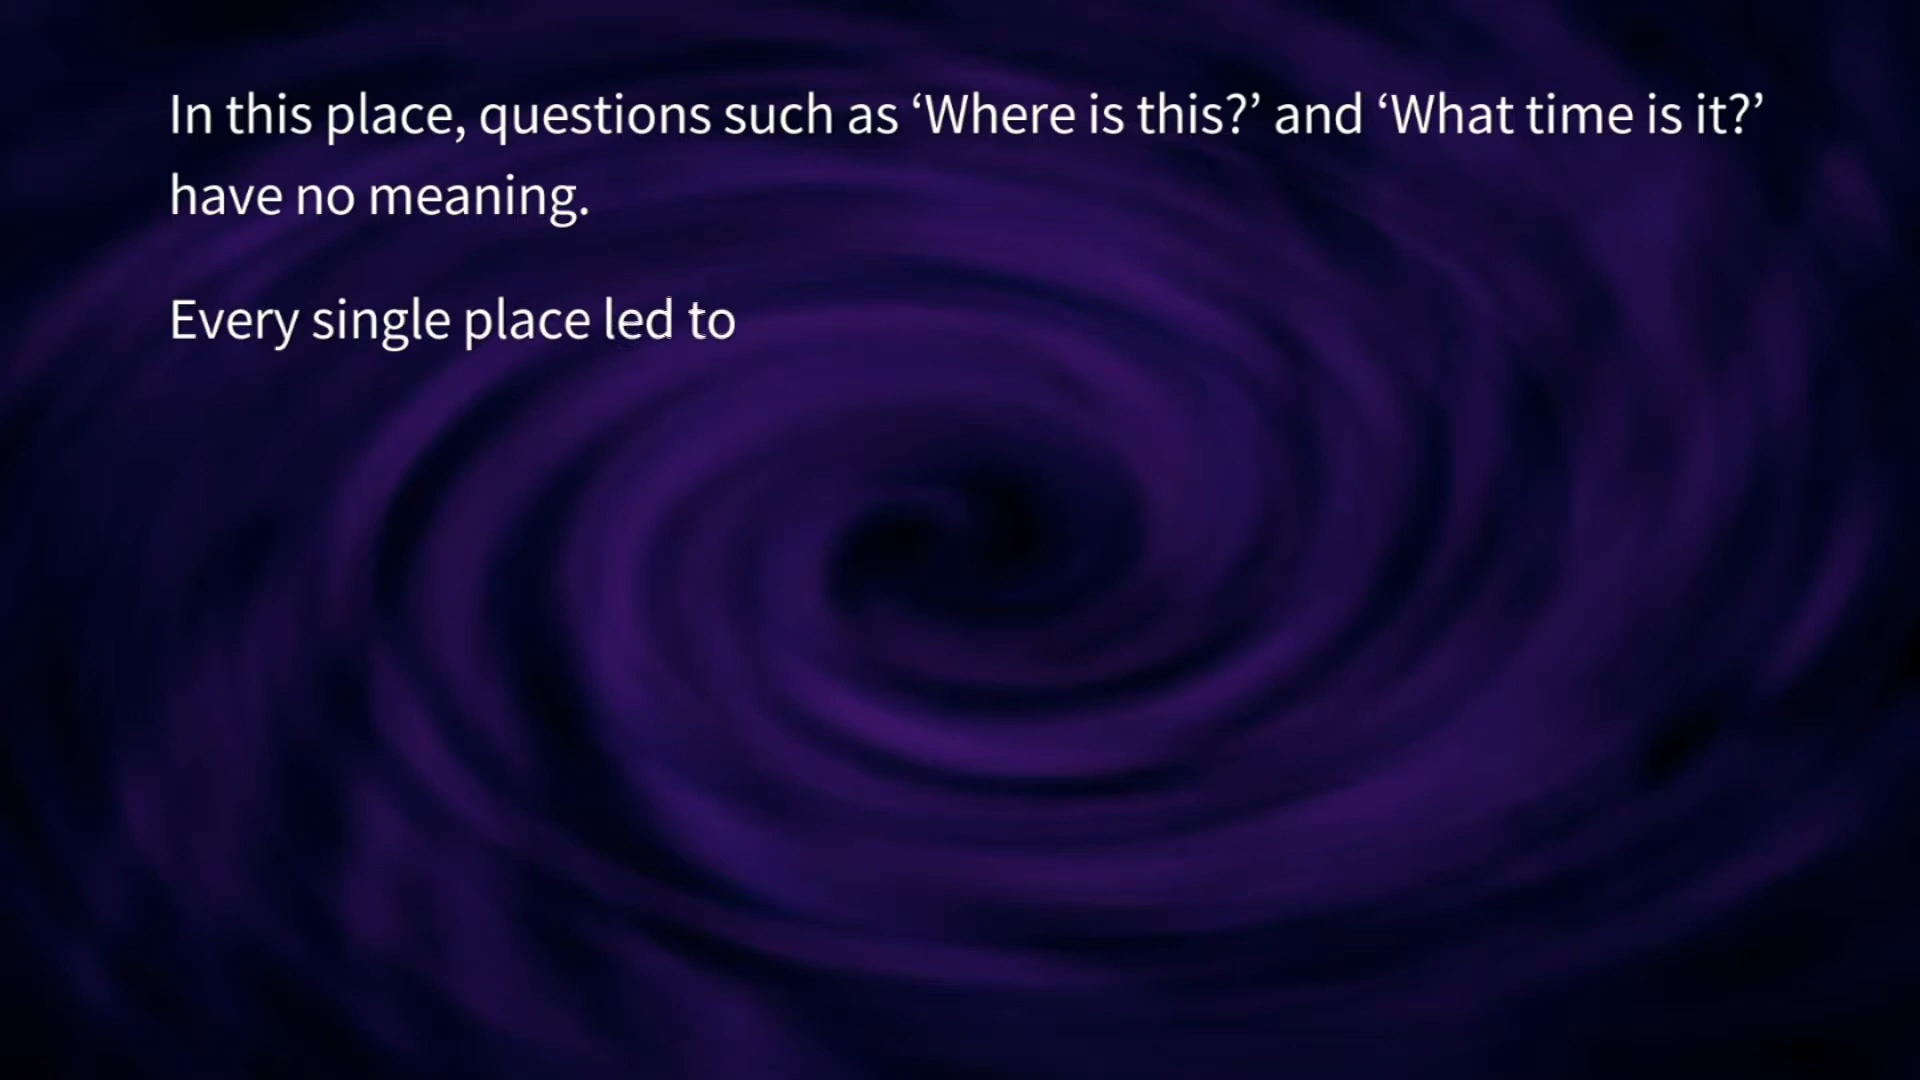 In this place, questions such as ‘Where is this?’ and ‘What time is it?’
have no meaning.
Every single place led to